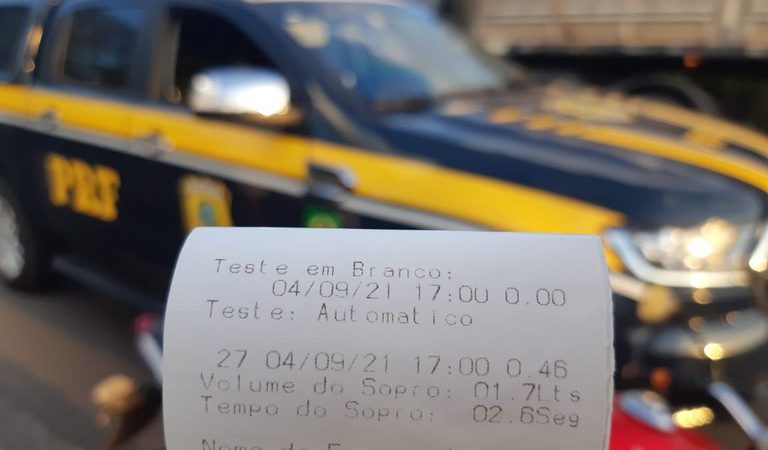 PRF
Teste em Branco:
04/09/21 17:00 0.00
Teste: Automatico
27 04/09/21 17:00 0.46
Volume do Sopro: 01.7Lts
Tempo do Sopro: 02.6Seg